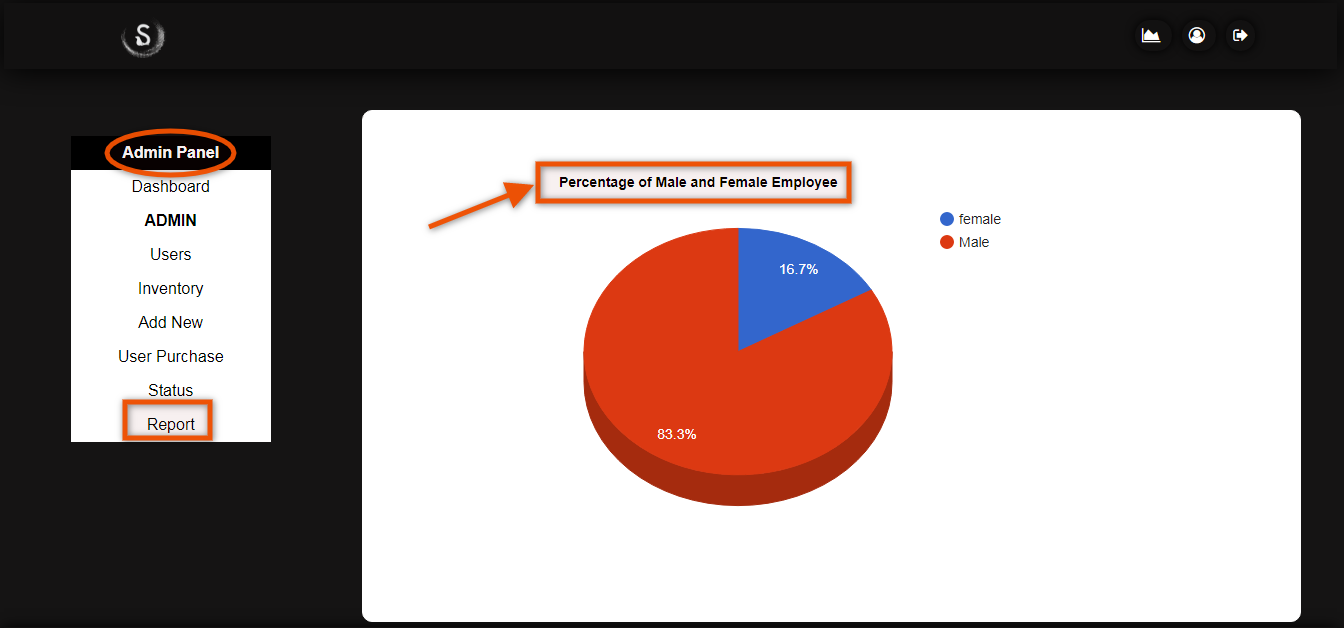 S
Admin Panel
Dashboard
ADMIN
Users
Inventory
Add New
User Purchase
Status
Report
Percentage of Male and Female Employee
female
Male
16.7%
83.3%